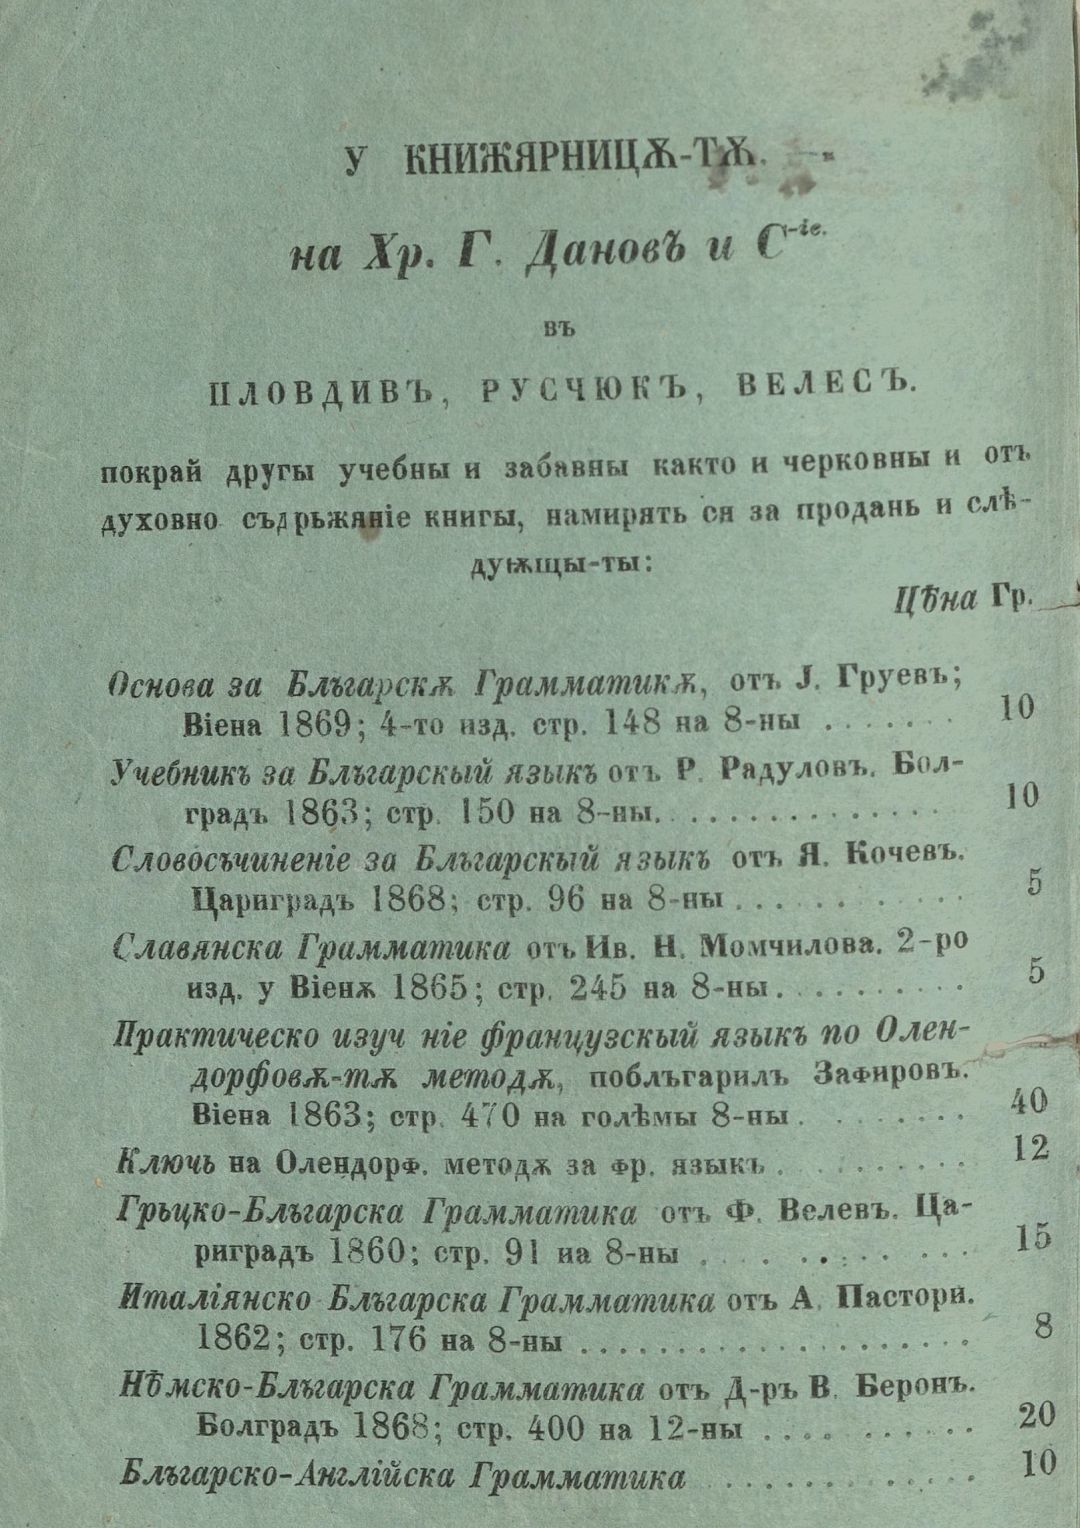 У КНИЖЯРНИЦѪ-ТѪ.
на Хр. Г. Дановъ и С-іе.
въ
ПЛОВДИВЪ, РУСЧЮКЪ, ВЕЛЕСЪ.
покрай другы учебны и забавны както и черковны и отъ
духовно съдрьжяніе книгы, намирять ся за продань и слѣ-
дуѭщы-ты:
Цѣна Гр.
Основа за Блъгарскѫ Грамматикѫ, отъ J. Груевъ;
Віена 1869; 4-то изд. стр. 148 на 8-ны . . . . . . . 10
Учебникъ за Блъгарскый языкъ отъ Р. Радуловъ. Бол-
градъ 1863; стр. 150 на 8-ны. . . . . . . . . . . . . 10
Словосъчиненіе за Блъгарскый языкъ отъ Я. Кочевъ.
Цариградъ 1868; стр. 96 на 8-ны . . . . . . . . . . . 5
Славянска Грамматика отъ Ив. Н. Момчилова. 2-ро
изд. у Віенѫ 1865; стр. 245 на 8-ны. . . . . . . . . . 5
Практическо изуч ніе французскый языкъ по Олен-
дорфовѫ-тѫ методѫ, поблъгарилъ Зафировъ.
Віена 1863; стр. 470 на голѣмы 8-ны . . . . . . . . 40
Ключь на Олендорф. методѫ за фр. языкъ . . . . . . . . . 12
Грьцко-Блъгарска Грамматика отъ Ф. Велевъ. Ца-
риградъ 1860; стр. 91 на 8-ны . . . . . . . . . . 15
Италіянско Блъгарска Грамматика отъ А. Пастори.
1862; стр. 176 на 8-ны . . . . . . . . . . . . . . . . . . 8
Нѣмско-Блъгарска Грамматика отъ Д-ръ В. Беронъ.
Болградъ 1868; стр. 400 на 12-ны . . . . . . . . . . 20
Блъгарско-Англійска Грамматика . . . . . . . . . . . . 10